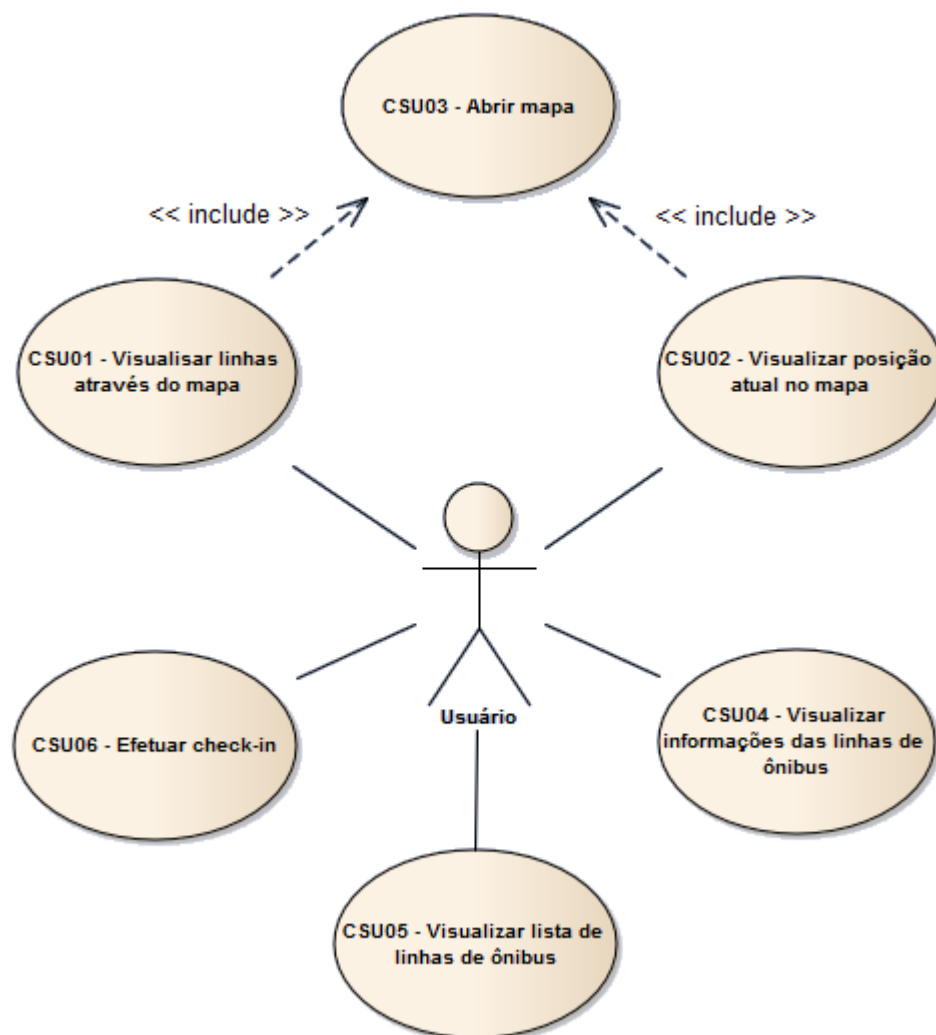 CSU03 - Abrir mapa
<< include >>
<< include >>
CSU01 - Visualisar linhas
através do mapa
CSU02 - Visualizar posição
atual no mapa
Usuário
CSU06 - Efetuar check-in
CSU04 - Visualizar
informações das linhas de
ônibus
CSU05 - Visualizar lista de
linhas de ônibus